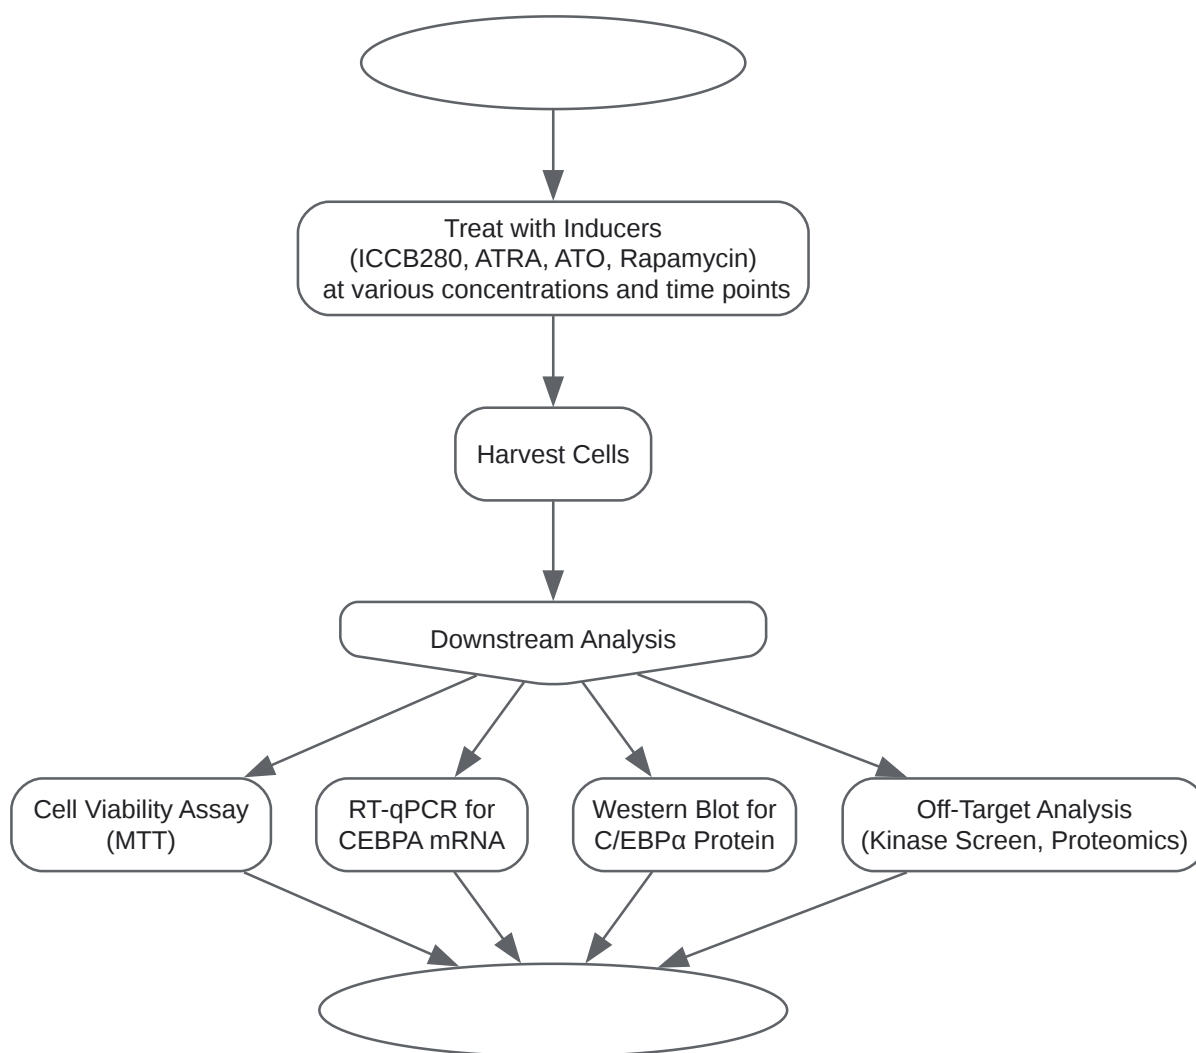 Treat with Inducers
(ICCB280, ATRA, ATO, Rapamycin)
at various concentrations and time points
Harvest Cells
Downstream Analysis
Cell Viability Assay
(MTT)
RT-qPCR for
CEBPA mRNA
Western Blot for
C/EBPα Protein
Off-Target Analysis
(Kinase Screen, Proteomics)